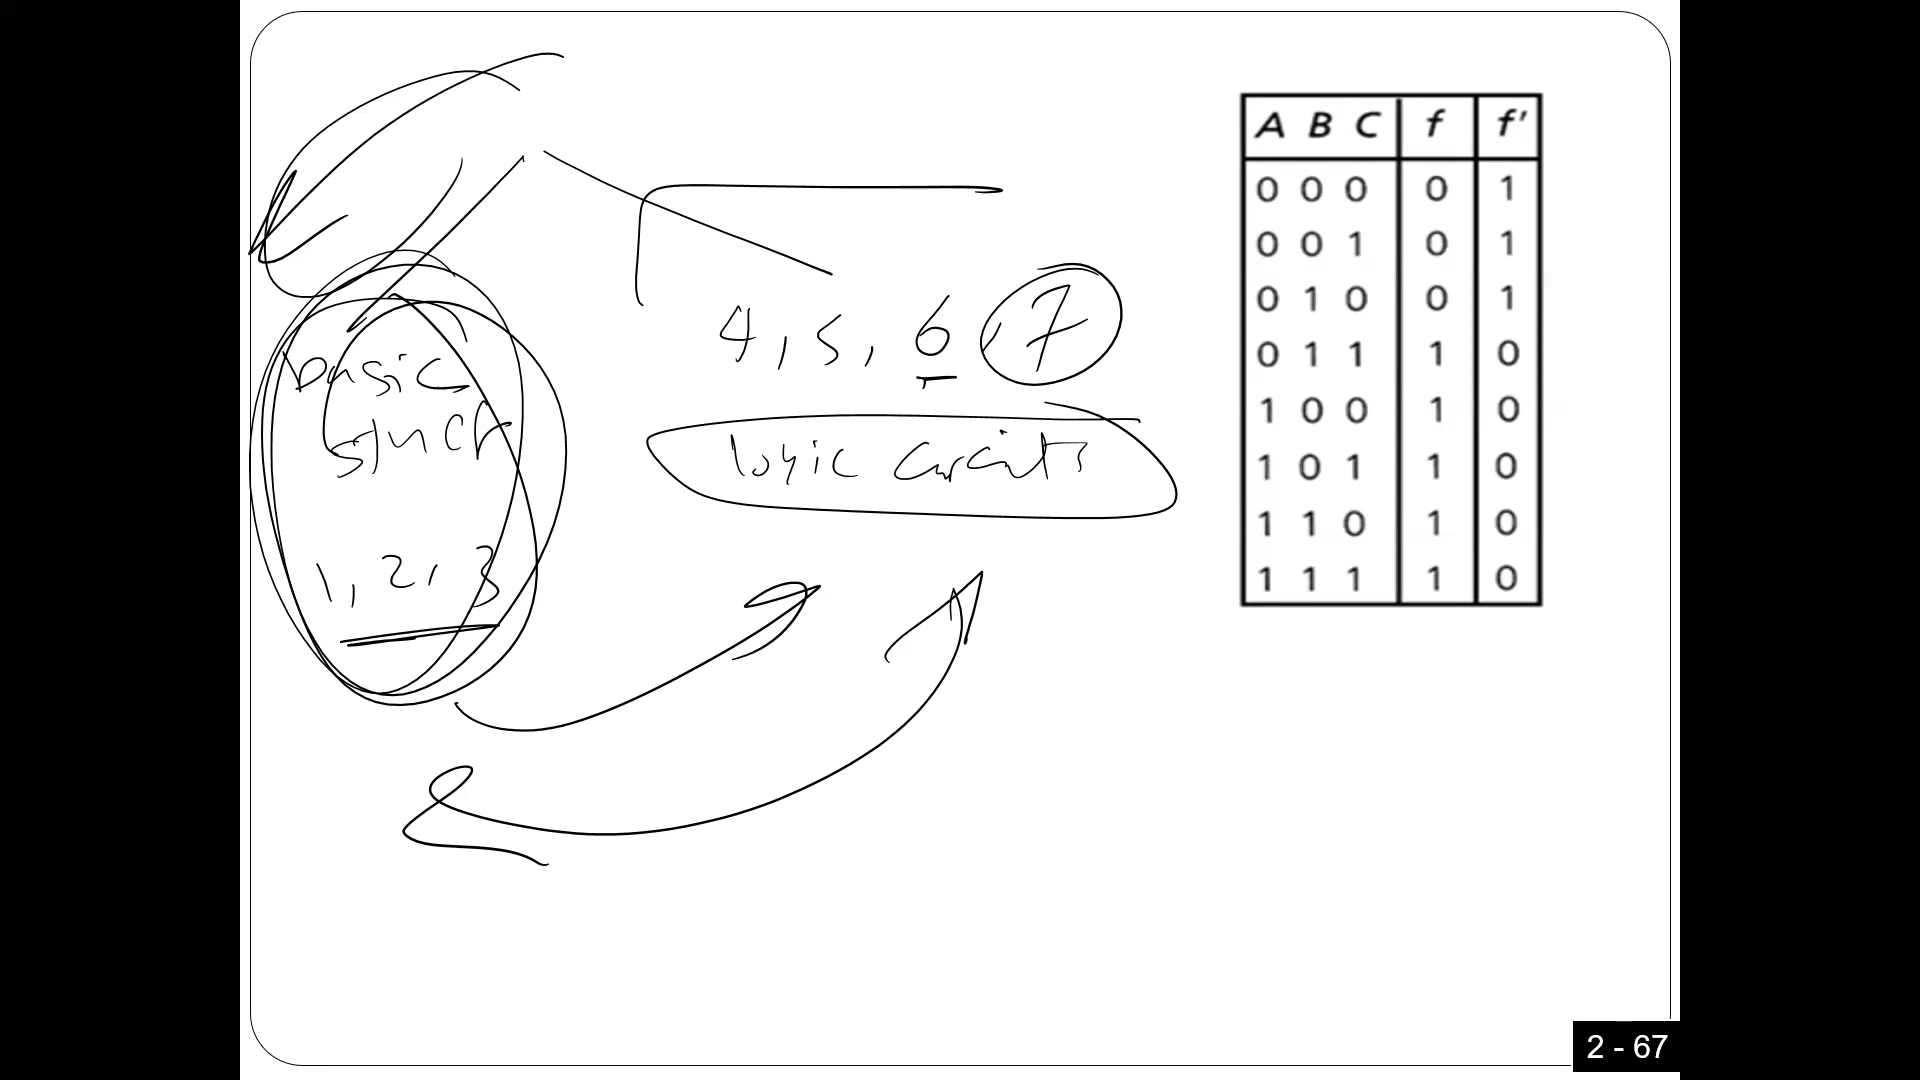 4, 5, 6, 7
basic
logic circuits
1, 2, 3
A B C f f'
0 0 0 0 1
0 0 1 0 1
0 1 0 0 1
0 1 1 1 0
1 0 0 1 0
1 0 1 1 0
1 1 0 1 0
1 1 1 1 0
2 - 67